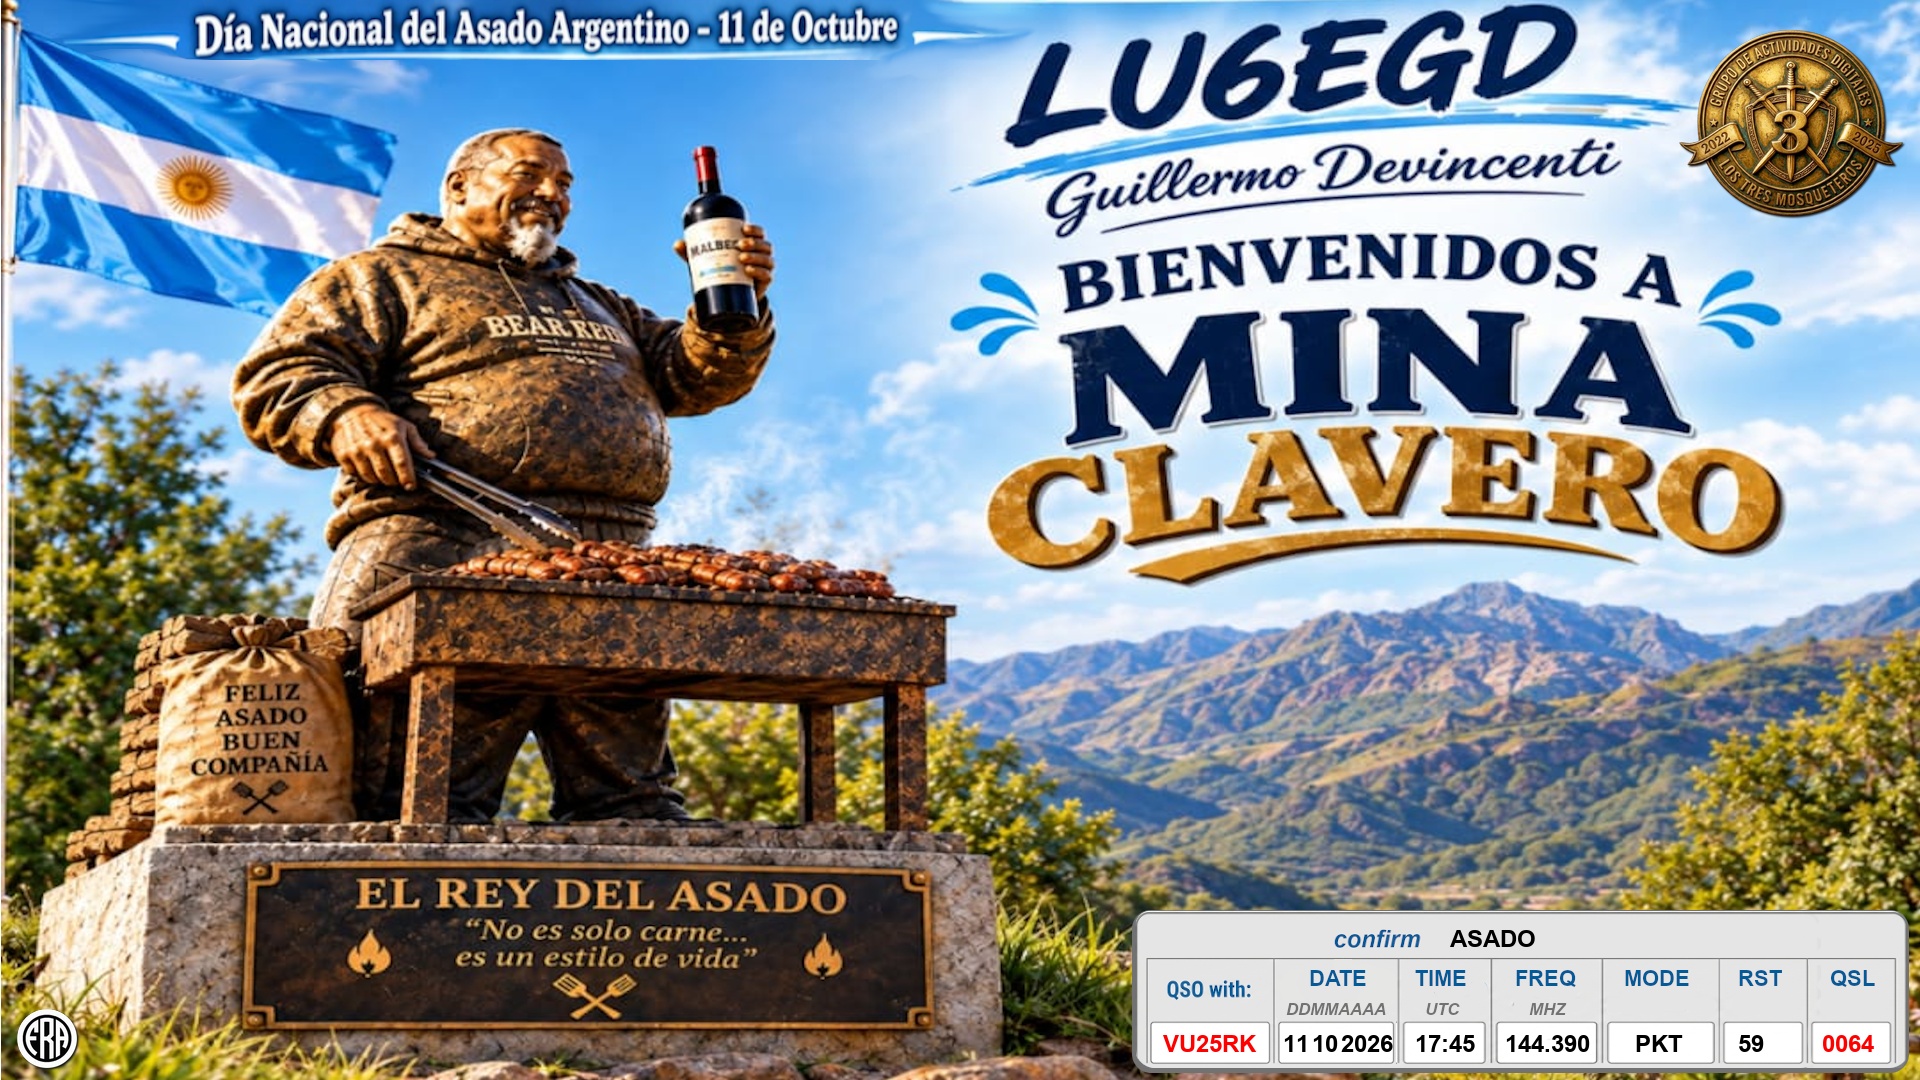 Día Nacional del Asado Argentino - 11 de Octubre
LU6EGD
Guillermo Devincenti
BIENVENIDOS A
MINA
CLAVERO
GRUPO DE ACTIVIDADES DIGITALES
3
2022
2025
LOS TRES MOSQUETEROS
MALBEC
FELIZ
ASADO
BUEN
COMPAÑÍA
EL REY DEL ASADO
“No es solo carne...
es un estilo de vida”
ERA
confirm ASADO
QSO with: DATE TIME FREQ MODE RST QSL
DDMMAAAA UTC MHZ
VU25RK 11 10 2026 17:45 144.390 PKT 59 0064